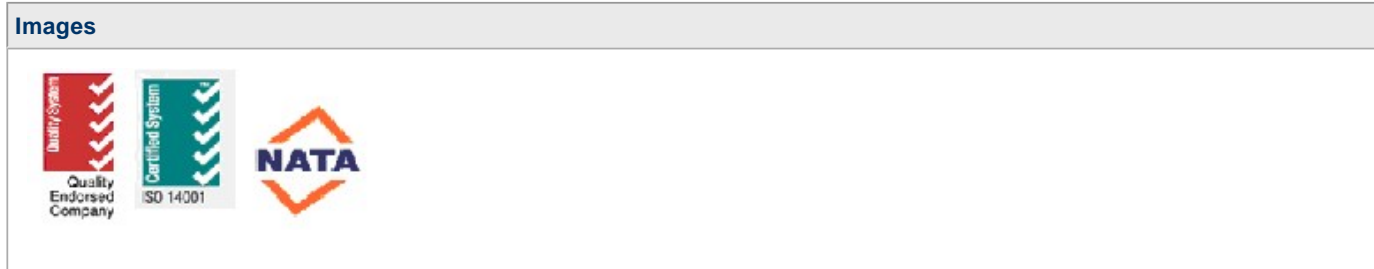 Images
Quality System
Quality
Endorsed
Company
Certified System
ISO 14001
NATA